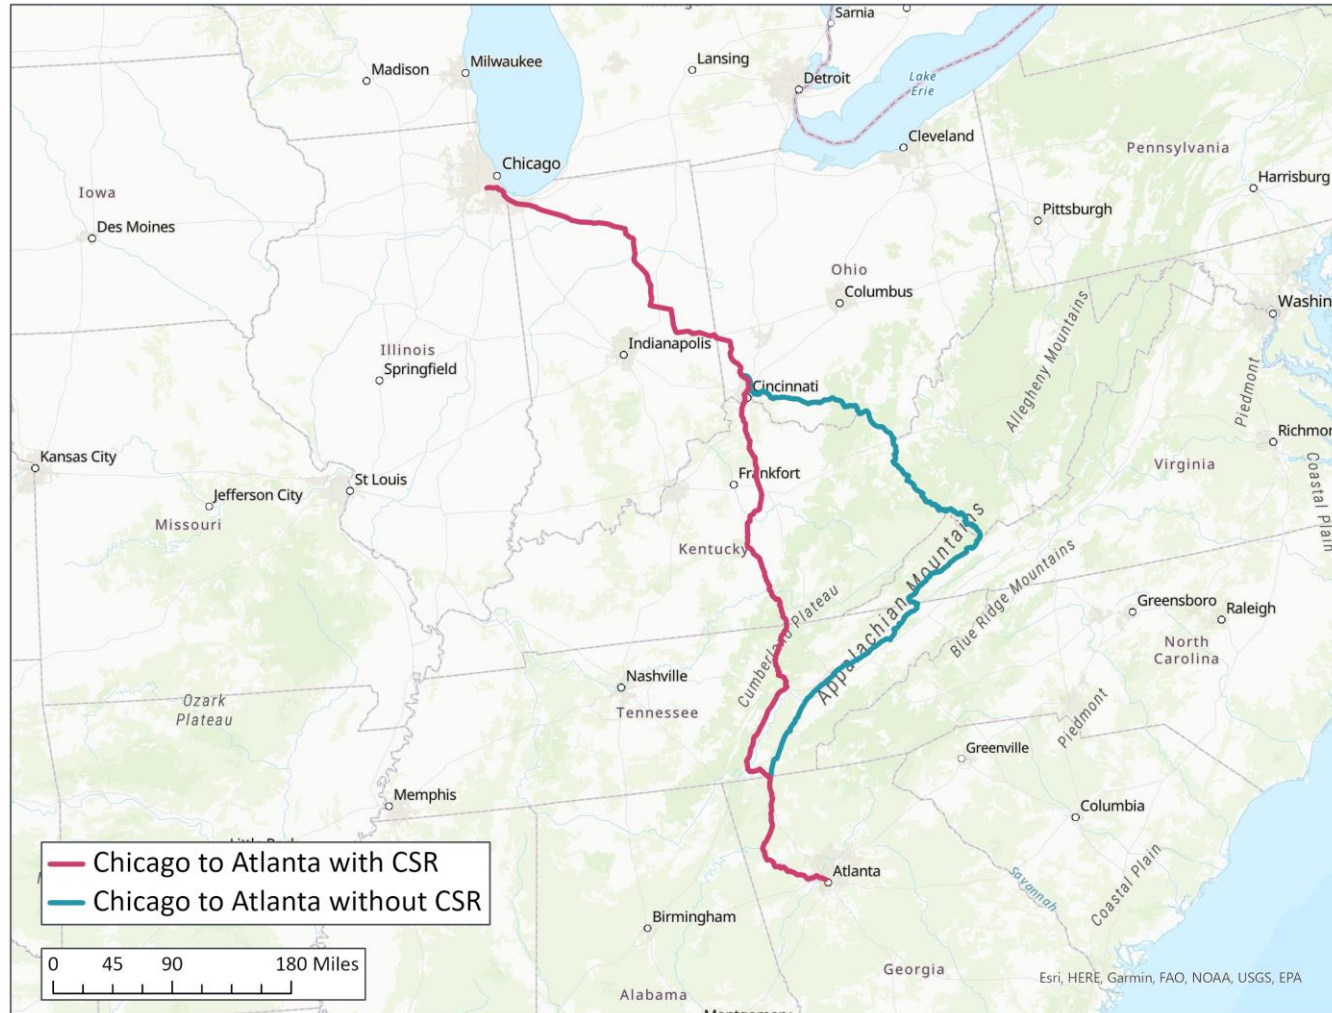 Sarnia
Madison
Milwaukee
Lansing
Detroit
Lake
Erie
Cleveland
Chicago
Pennsylvania
Iowa
Harrisburg
Des Moines
Pittsburgh
Ohio
Columbus
Washin
Allegheny Mountains
Indianapolis
Illinois
Springfield
Cincinnati
Piedmont
Richmon
Kansas City
Frankfort
Virginia
St Louis
Jefferson City
Missouri
Coastal Plain
Kentucky
Appalachian Mountains
Blue Ridge Mountains
Cumberland Plateau
Greensboro
Raleigh
North
Carolina
Nashville
Ozark
Plateau
Tennessee
Piedmont
Greenville
Memphis
Columbia
Chicago to Atlanta with CSR
Atlanta
Savannah
Coastal Plain
Chicago to Atlanta without CSR
Birmingham
0 45 90 180 Miles
Georgia
Esri, HERE, Garmin, FAO, NOAA, USGS, EPA
Alabama